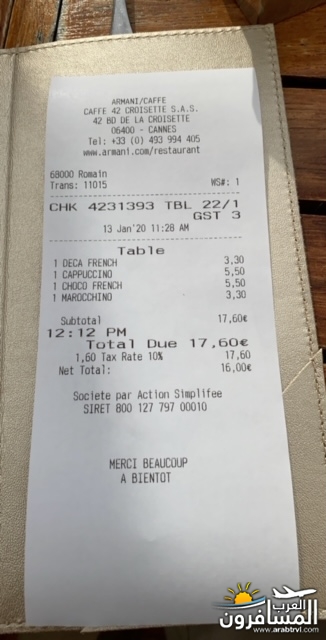 ARMANI/CAFFE
CAFFE 42 CROISETTE S.A.S.
42 BD DE LA CROISETTE
06400 - CANNES
Tel: +33 (0) 493 994 405
www.armani.com/restaurant
68000 Romain
Trans: 11015 WS#: 1
CHK 4231393 TBL 22/1
GST 3
13 Jan'20 11:28 AM
Table
1 DECA FRENCH 3,30
1 CAPPUCCINO 5,50
1 CHOCO FRENCH 5,50
1 MAROCCHINO 3,30
Subtotal 17,60€
12:12 PM
Total Due 17,60€
1,60 Tax Rate 10% 17,60
Net Total: 16,00€
Societe par Action Simplifee
SIRET 800 127 797 00010
MERCI BEAUCOUP
A BIENTOT
العرب
المسافرون
www.arabtrvl.com